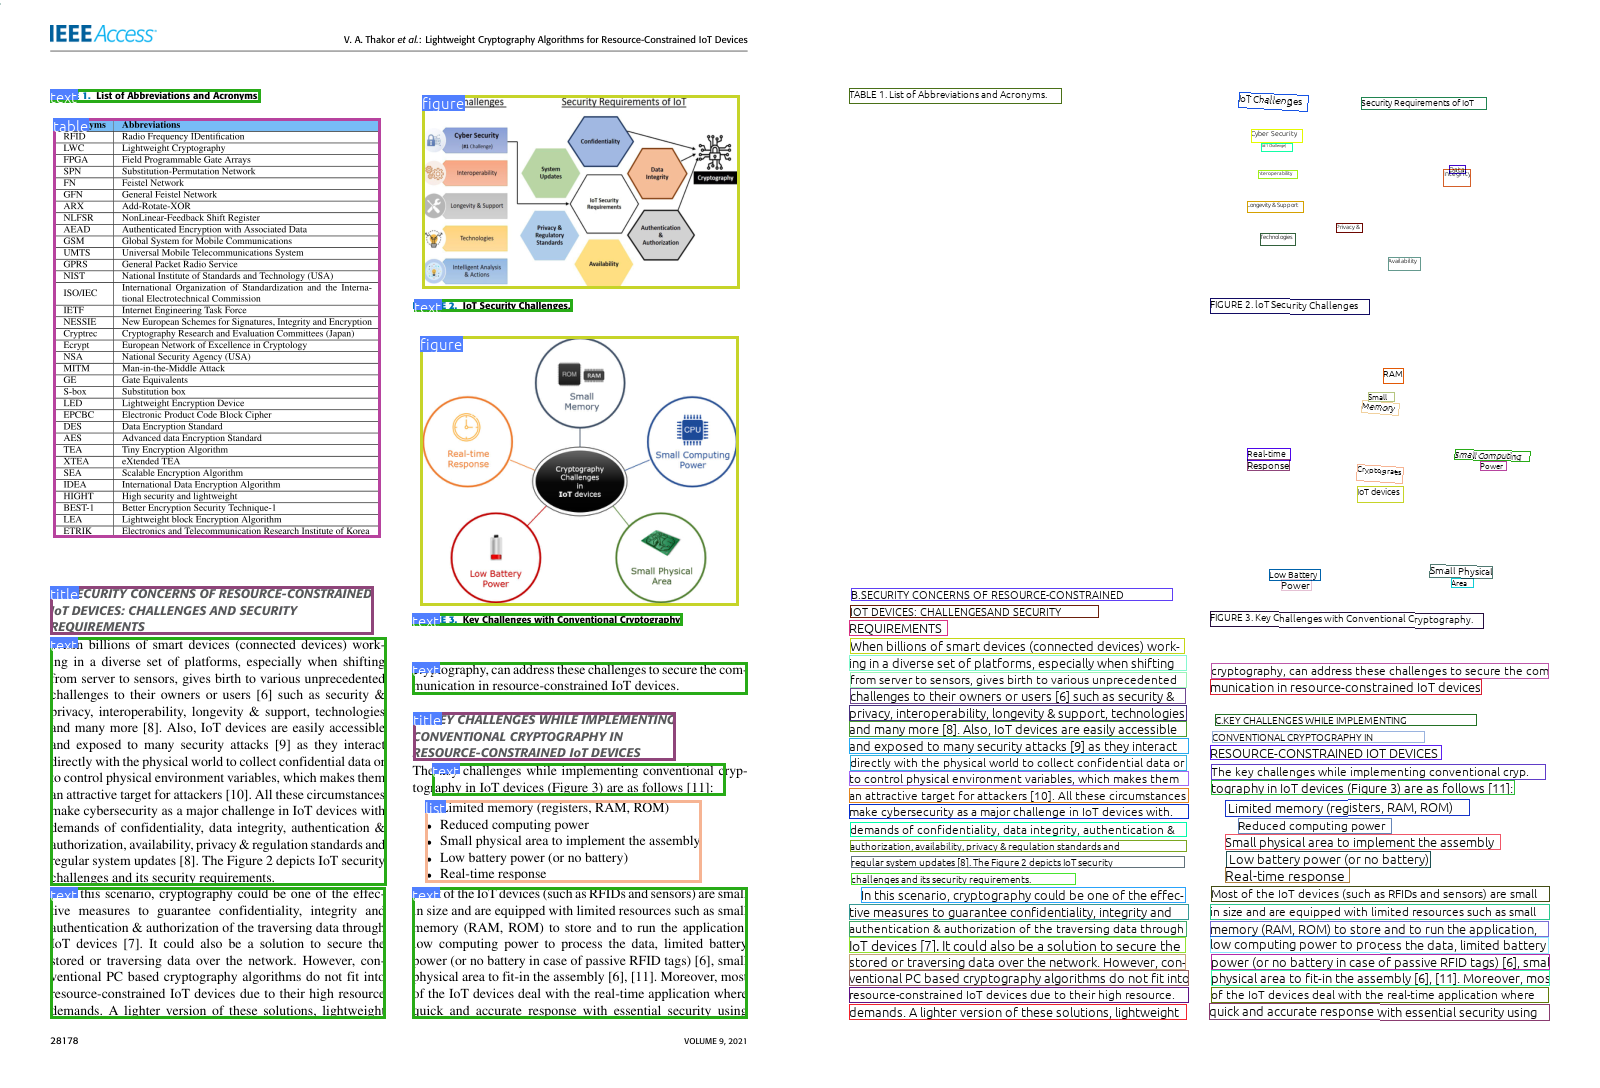 IEEE Access
V. A. Thakor et al.: Lightweight Cryptography Algorithms for Resource-Constrained IoT Devices
text 1. List of Abbreviations and Acronyms
table yms Abbreviations
RFID Radio Frequency IDentification
LWC Lightweight Cryptography
FPGA Field Programmable Gate Arrays
SPN Substitution-Permutation Network
FN Feistel Network
GFN General Feistel Network
ARX Add-Rotate-XOR
NLFSR NonLinear-Feedback Shift Register
AEAD Authenticated Encryption with Associated Data
GSM Global System for Mobile Communications
UMTS Universal Mobile Telecommunications System
GPRS General Packet Radio Service
NIST National Institute of Standards and Technology (USA)
ISO/IEC International Organization of Standardization and the Interna-
tional Electrotechnical Commission
IETF Internet Engineering Task Force
NESSIE New European Schemes for Signatures, Integrity and Encryption
Cryptrec Cryptography Research and Evaluation Committees (Japan)
Ecrypt European Network of Excellence in Cryptology
NSA National Security Agency (USA)
MITM Man-in-the-Middle Attack
GE Gate Equivalents
S-box Substitution box
LED Lightweight Encryption Device
EPCBC Electronic Product Code Block Cipher
DES Data Encryption Standard
AES Advanced data Encryption Standard
TEA Tiny Encryption Algorithm
XTEA eXtended TEA
SEA Scalable Encryption Algorithm
IDEA International Data Encryption Algorithm
HIGHT High security and lightweight
BEST-1 Better Encryption Security Technique-1
LEA Lightweight block Encryption Algorithm
ETRIK Electronics and Telecommunication Research Institute of Korea
title ECURITY CONCERNS OF RESOURCE-CONSTRAINED
IoT DEVICES: CHALLENGES AND SECURITY
REQUIREMENTS
text n billions of smart devices (connected devices) work-
ing in a diverse set of platforms, especially when shifting
from server to sensors, gives birth to various unprecedented
challenges to their owners or users [6] such as security &
privacy, interoperability, longevity & support, technologies
and many more [8]. Also, IoT devices are easily accessible
and exposed to many security attacks [9] as they interact
directly with the physical world to collect confidential data or
to control physical environment variables, which makes them
an attractive target for attackers [10]. All these circumstances
make cybersecurity as a major challenge in IoT devices with
demands of confidentiality, data integrity, authentication &
authorization, availability, privacy & regulation standards and
regular system updates [8]. The Figure 2 depicts IoT security
challenges and its security requirements.
text this scenario, cryptography could be one of the effec-
tive measures to guarantee confidentiality, integrity and
authentication & authorization of the traversing data through
IoT devices [7]. It could also be a solution to secure the
stored or traversing data over the network. However, con-
ventional PC based cryptography algorithms do not fit into
resource-constrained IoT devices due to their high resource
demands. A lighter version of these solutions, lightweight
figure hallenges Security Requirements of IoT
Cyber Security
(#1 Challenge)
Interoperability
Longevity & Support
Technologies
Intelligent Analysis
& Actions
Confidentiality
System
Updates
Data
Integrity
IoT Security
Requirements
Privacy &
Regulatory
Standards
Authentication
&
Authorization
Availability
Cryptography
text 2. IoT Security Challenges.
figure
ROM RAM
Small
Memory
Real-time
Response
CPU
Small Computing
Power
Cryptography
Challenges
in
IoT devices
Low Battery
Power
Small Physical
Area
text 3. Key Challenges with Conventional Cryptography
text ography, can address these challenges to secure the com-
munication in resource-constrained IoT devices.
title EY CHALLENGES WHILE IMPLEMENTING
CONVENTIONAL CRYPTOGRAPHY IN
RESOURCE-CONSTRAINED IoT DEVICES
The text challenges while implementing conventional cryp-
tography in IoT devices (Figure 3) are as follows [11]:
list Limited memory (registers, RAM, ROM)
• Reduced computing power
• Small physical area to implement the assembly
• Low battery power (or no battery)
• Real-time response
text of the IoT devices (such as RFIDs and sensors) are small
in size and are equipped with limited resources such as small
memory (RAM, ROM) to store and to run the application
low computing power to process the data, limited battery
power (or no battery in case of passive RFID tags) [6], small
physical area to fit-in the assembly [6], [11]. Moreover, most
of the IoT devices deal with the real-time application where
quick and accurate response with essential security using
28178
VOLUME 9, 2021
TABLE 1. List of Abbreviations and Acronyms.
B.SECURITY CONCERNS OF RESOURCE-CONSTRAINED
IOT DEVICES: CHALLENGESAND SECURITY
REQUIREMENTS
When billions of smart devices (connected devices) work-
ing in a diverse set of platforms, especially when shifting
from server to sensors, gives birth to various unprecedented
challenges to their owners or users [6] such as security &
privacy, interoperability, longevity & support, technologies
and many more [8]. Also, IoT devices are easily accessible
and exposed to many security attacks [9] as they interact
directly with the physical world to collect confidential data or
to control physical environment variables, which makes them
an attractive target for attackers [10]. All these circumstances
make cybersecurity as a major challenge in IoT devices with.
demands of confidentiality, data integrity, authentication &
authorization, availability, privacy & regulation standards and
regular system updates [8]. The Figure 2 depicts IoT security
challenges and its security requirements.
In this scenario, cryptography could be one of the effec-
tive measures to guarantee confidentiality, integrity and
authentication & authorization of the traversing data through
IoT devices [7]. It could also be a solution to secure the
stored or traversing data over the network. However, con-
ventional PC based cryptography algorithms do not fit into
resource-constrained IoT devices due to their high resource.
demands. A lighter version of these solutions, lightweight
IoT Challenges
Security Requirements of IoT
Cyber Security
(#1 Challenge)
Interoperability
Data
Integrity
Longevity & Support
Privacy &
Technologies
Availability
FIGURE 2. loT Security Challenges
RAM
Small
Memory
Real-time
Response
Small Computing
Power
IoT devices
Low Battery
Power
Small Physical
Area
FIGURE 3. Key Challenges with Conventional Cryptography.
cryptography, can address these challenges to secure the com
munication in resource-constrained IoT devices
C.KEY CHALLENGES WHILE IMPLEMENTING
CONVENTIONAL CRYPTOGRAPHY IN
RESOURCE-CONSTRAINED IOT DEVICES
The key challenges while implementing conventional cryp.
tography in IoT devices (Figure 3) are as follows [11]:
Limited memory (registers, RAM, ROM)
Reduced computing power
Small physical area to implement the assembly
Low battery power (or no battery)
Real-time response
Most of the IoT devices (such as RFIDs and sensors) are small
in size and are equipped with limited resources such as small
memory (RAM, ROM) to store and to run the application,
low computing power to process the data, limited battery
power (or no battery in case of passive RFID tags) [6], smal
physical area to fit-in the assembly [6], [11]. Moreover, mos
of the IoT devices deal with the real-time application where
quick and accurate response with essential security using